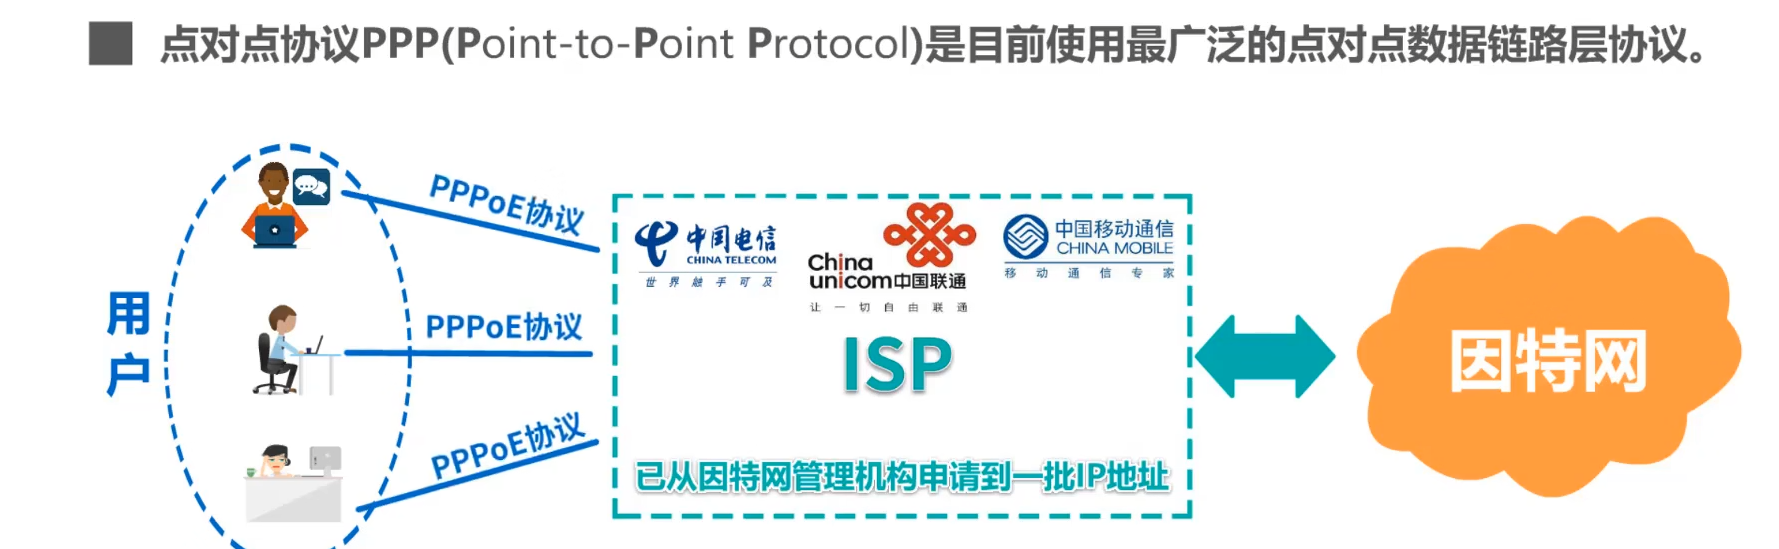 点对点协议PPP(Point-to-Point Protocol)是目前使用最广泛的点对点数据链路层协议。
用户
PPPoE协议
PPPoE协议
PPPoE协议
中国电信
CHINA TELECOM
世界触手可及
China
unicom中国联通
让一切自由联通
中国移动通信
CHINA MOBILE
移动通信专家
ISP
已从因特网管理机构申请到一批IP地址
因特网